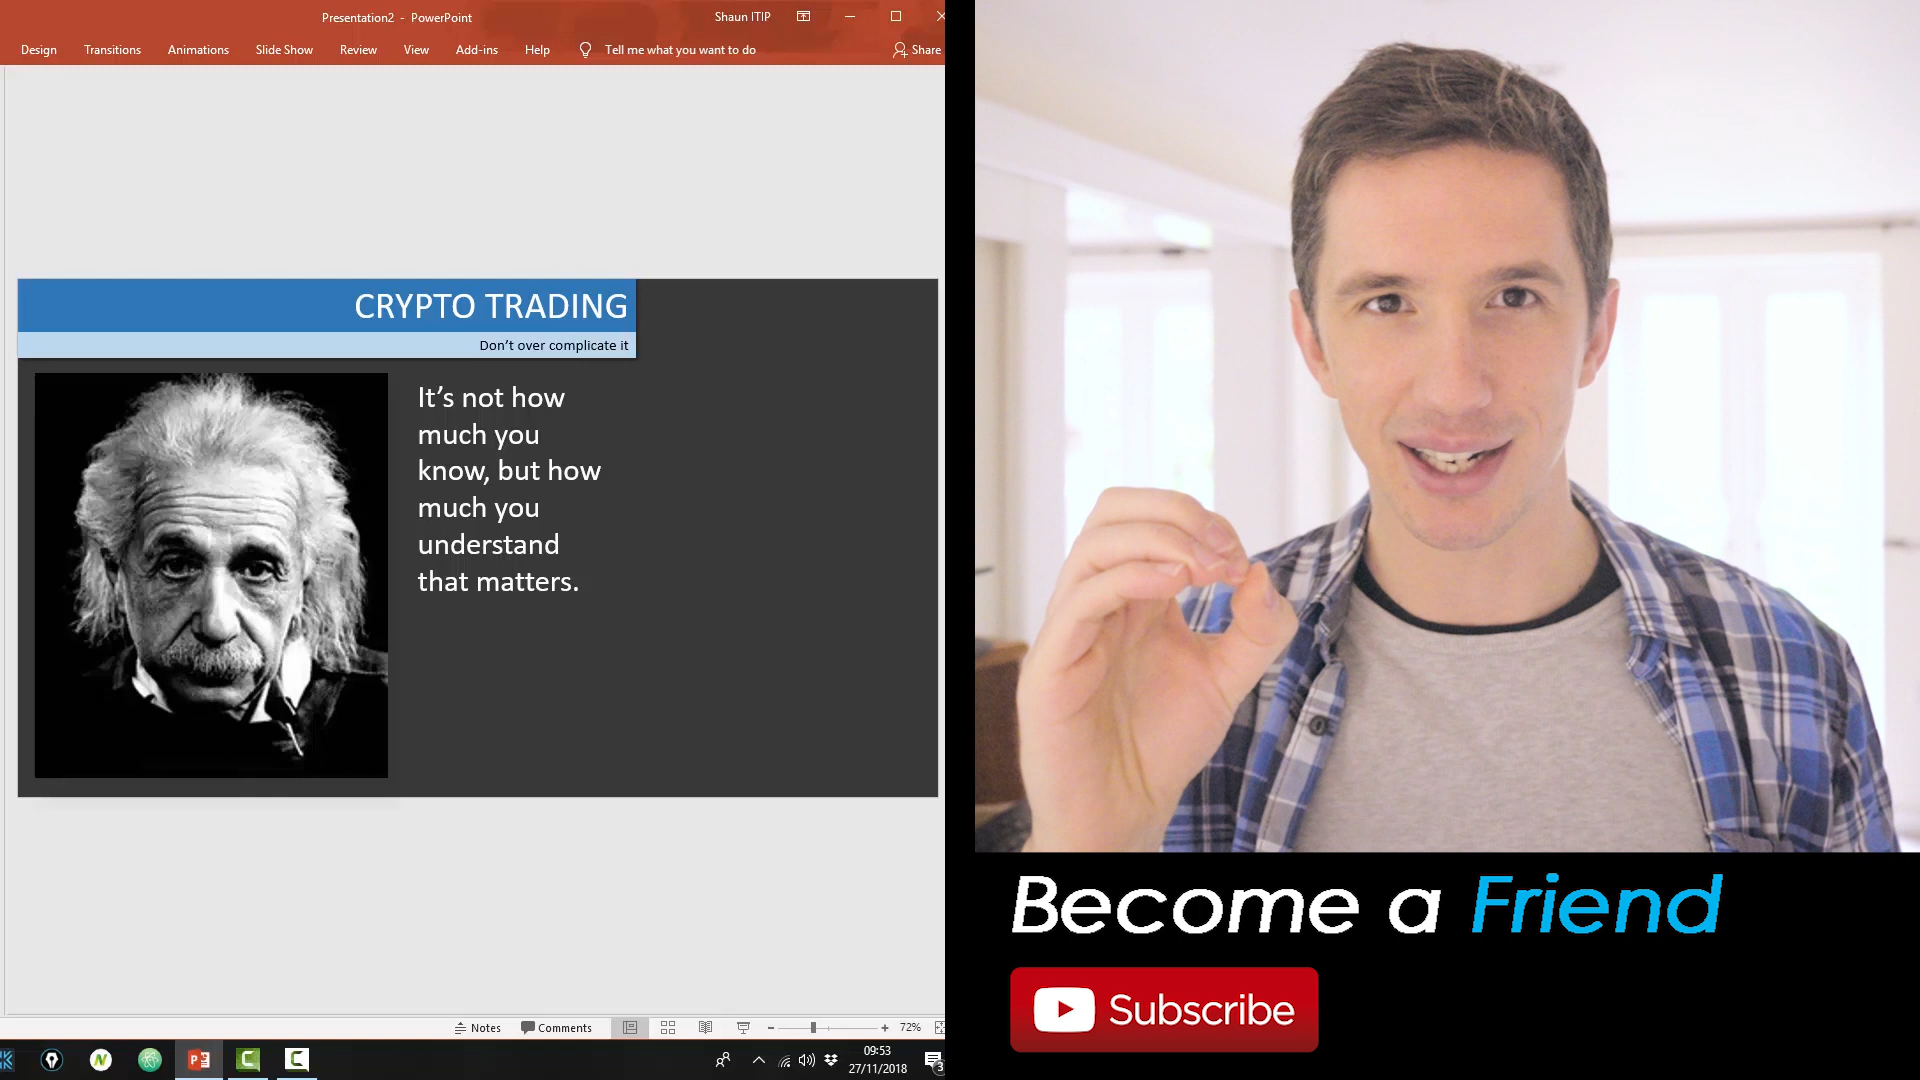 Presentation2 - PowerPoint
Shaun ITIP
Design Transitions Animations Slide Show Review View Add-ins Help Tell me what you want to do Share
CRYPTO TRADING
Don't over complicate it
It's not how
much you
know, but how
much you
understand
that matters.
Notes Comments 72%
09:53
27/11/2018
3
Become a Friend
Subscribe